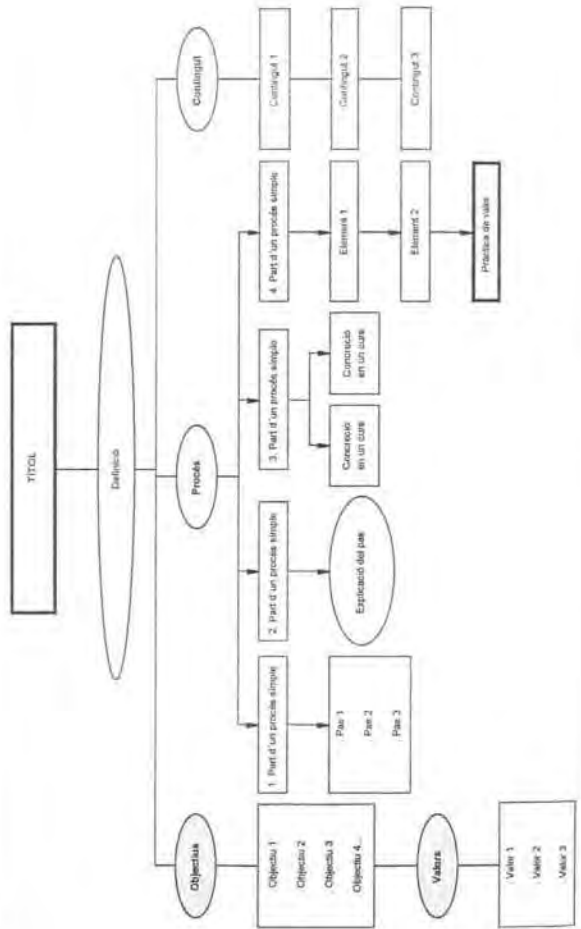 TÍTOL
Definició
Objectius
Procés
Contingut
Objectiu 1
Objectiu 2
Objectiu 3
Objectiu 4...
Valors
Valor 1
Valor 2
Valor 3
1. Part d'un procés simple
Pas 1
Pas 2
Pas 3
2. Part d'un procés simple
Explicació del pas
3. Part d'un procés simple
Concreció
en un curs
Concreció
en un curs
4. Part d'un procés simple
Element 1
Element 2
Pràctica de valor
Contingut 1
Contingut 2
Contingut 3